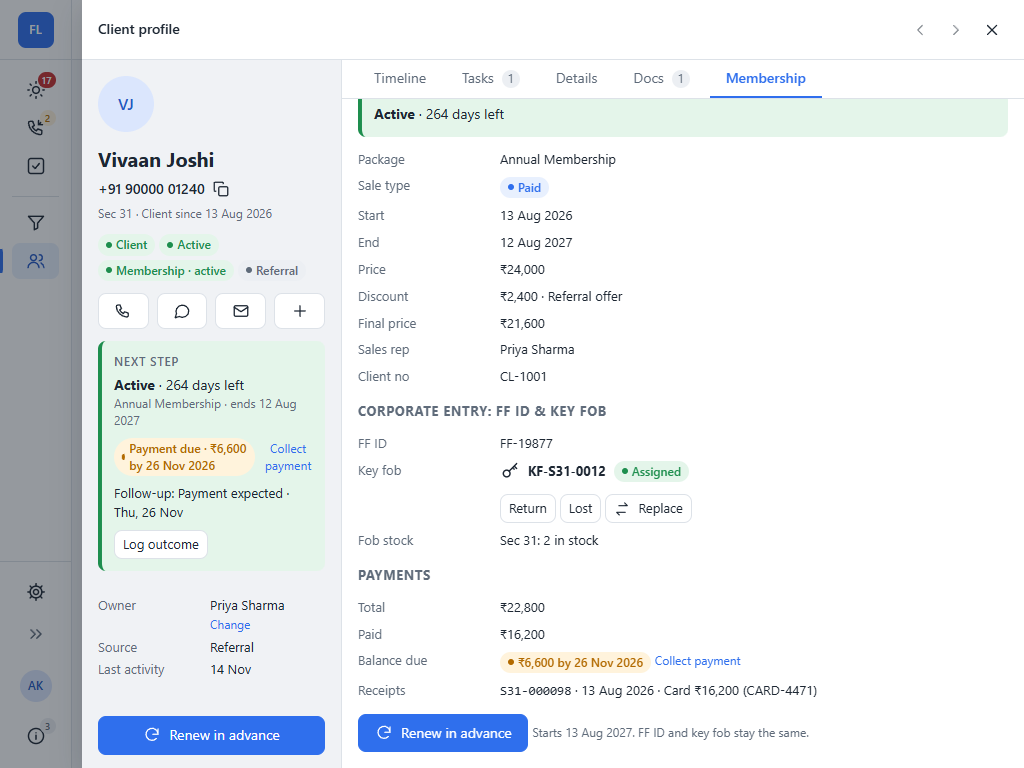 FL
Client profile
17
2
VJ
Vivaan Joshi
+91 90000 01240
Sec 31 · Client since 13 Aug 2026
Client
Active
Membership · active
Referral
NEXT STEP
Active · 264 days left
Annual Membership · ends 12 Aug
2027
Payment due · ₹6,600
by 26 Nov 2026
Collect
payment
Follow-up: Payment expected ·
Thu, 26 Nov
Log outcome
Owner Priya Sharma
Change
Source Referral
Last activity 14 Nov
Renew in advance
AK
3
Timeline Tasks 1 Details Docs 1 Membership
Active · 264 days left
Package Annual Membership
Sale type Paid
Start 13 Aug 2026
End 12 Aug 2027
Price ₹24,000
Discount ₹2,400 · Referral offer
Final price ₹21,600
Sales rep Priya Sharma
Client no CL-1001
CORPORATE ENTRY: FF ID & KEY FOB
FF ID FF-19877
Key fob KF-S31-0012 Assigned
Return Lost Replace
Fob stock Sec 31: 2 in stock
PAYMENTS
Total ₹22,800
Paid ₹16,200
Balance due ₹6,600 by 26 Nov 2026 Collect payment
Receipts S31-000098 · 13 Aug 2026 · Card ₹16,200 (CARD-4471)
Renew in advance Starts 13 Aug 2027. FF ID and key fob stay the same.